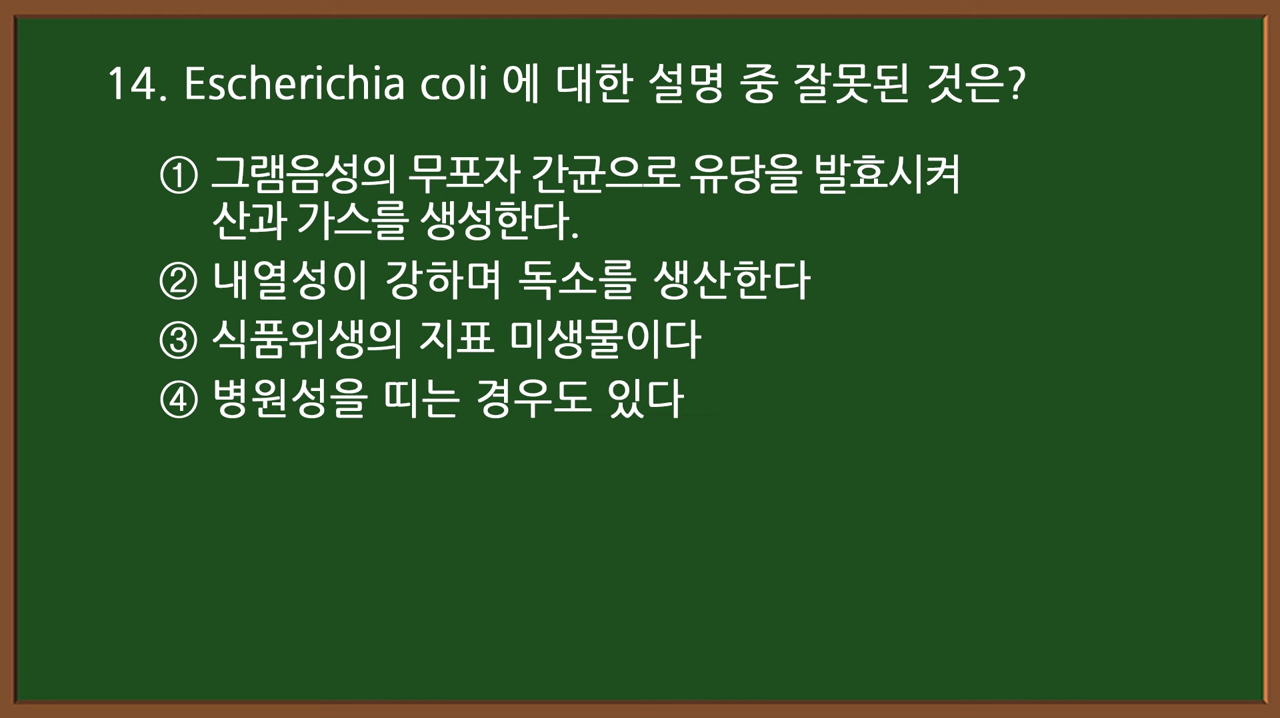 14. Escherichia coli 에 대한 설명 중 잘못된 것은?
① 그램음성의 무포자 간균으로 유당을 발효시켜
산과 가스를 생성한다.
② 내열성이 강하며 독소를 생산한다
③ 식품위생의 지표 미생물이다
④ 병원성을 띠는 경우도 있다